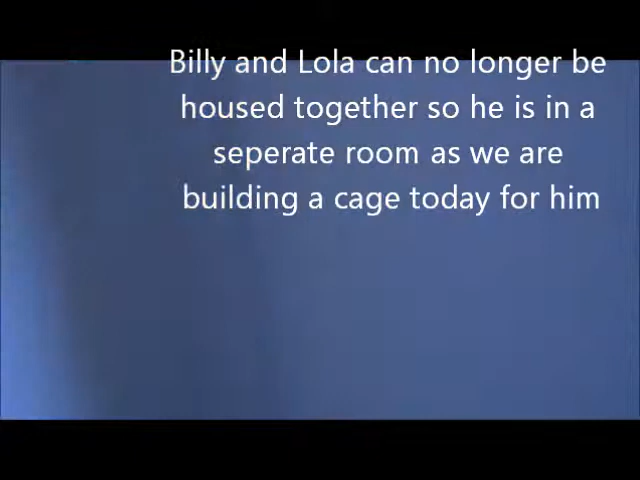 Billy and Lola can no longer be
housed together so he is in a
seperate room as we are
building a cage today for him